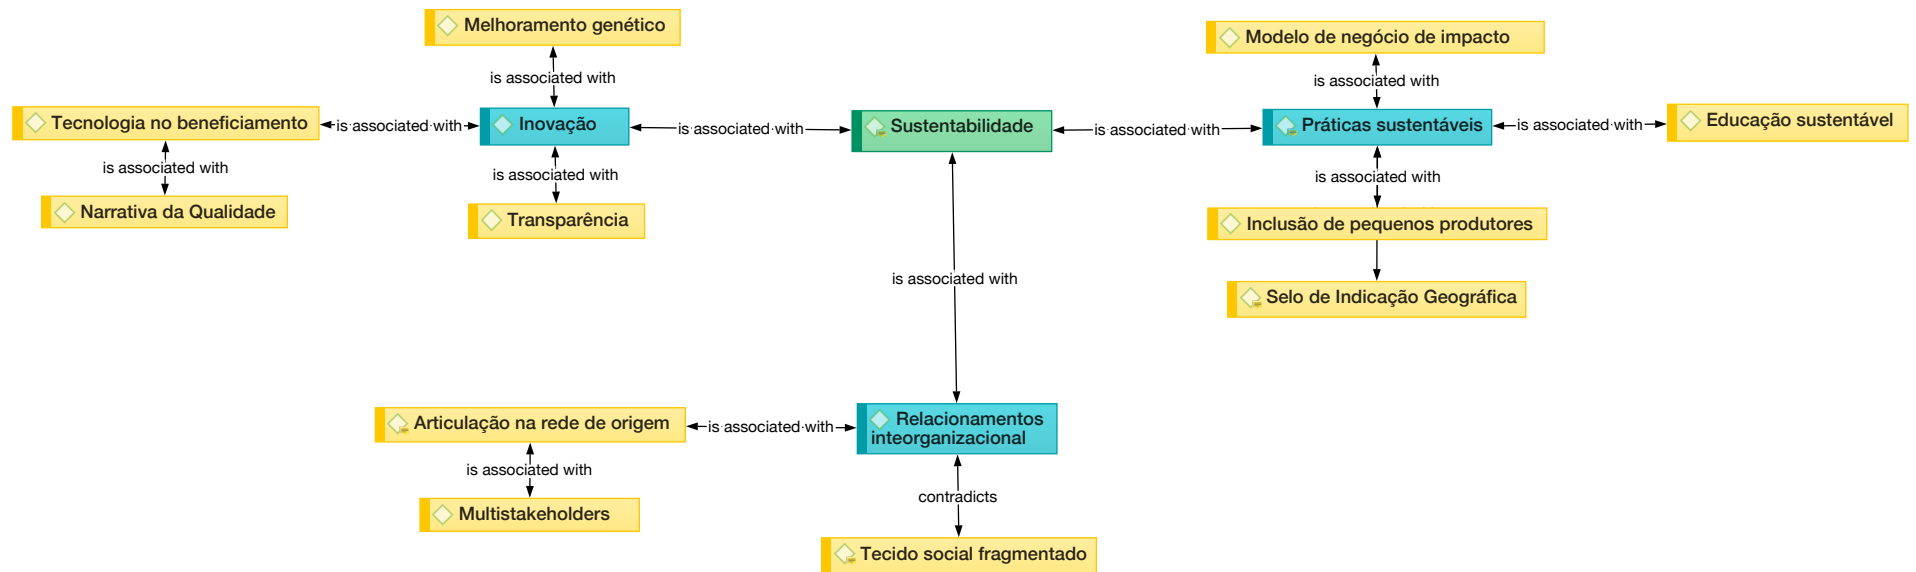 Melhoramento genético
Modelo de negócio de impacto
is associated with
is associated with
Tecnologia no beneficiamento
is associated with
Inovação
is associated with
Sustentabilidade
is associated with
Práticas sustentáveis
is associated with
Educação sustentável
is associated with
is associated with
is associated with
Narrativa da Qualidade
Transparência
Inclusão de pequenos produtores
is associated with
Selo de Indicação Geográfica
Articulação na rede de origem
is associated with
Relacionamentos
inteorganizacional
is associated with
contradicts
Multistakeholders
Tecido social fragmentado